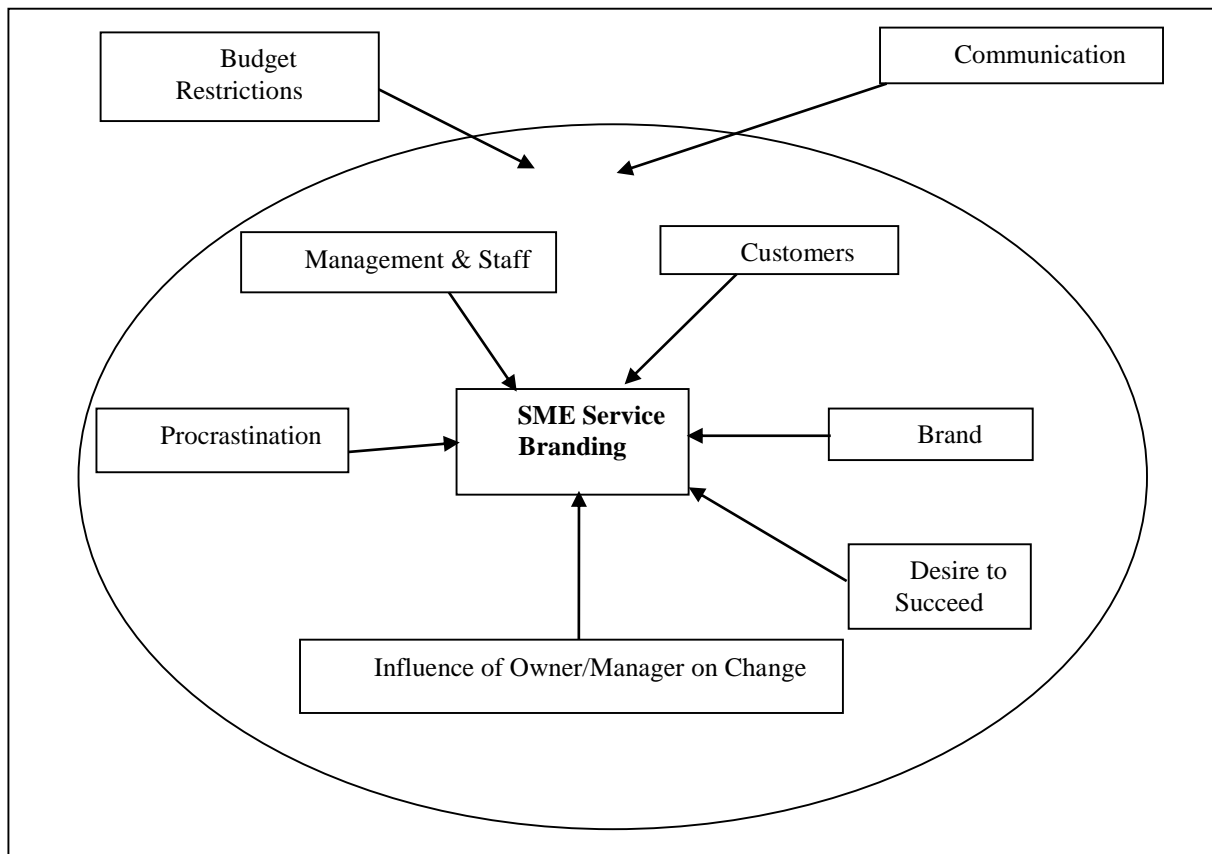 Budget
Restrictions
Communication
Management & Staff
Customers
Procrastination
SME Service
Branding
Brand
Desire to
Succeed
Influence of Owner/Manager on Change